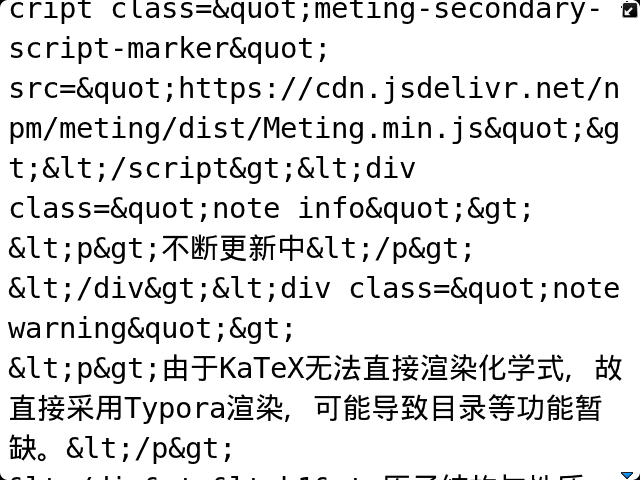 cript class=&quot;meting-secondary-
script-marker&quot;
src=&quot;https://cdn.jsdelivr.net/n
pm/meting/dist/Meting.min.js&quot;&g
t;&lt;/script&gt;&lt;div
class=&quot;note info&quot;&gt;
&lt;p&gt;不断更新中&lt;/p&gt;
&lt;/div&gt;&lt;div class=&quot;note
warning&quot;&gt;
&lt;p&gt;由于KaTeX无法直接渲染化学式，故
直接采用Typora渲染，可能导致目录等功能暂
缺。&lt;/p&gt;